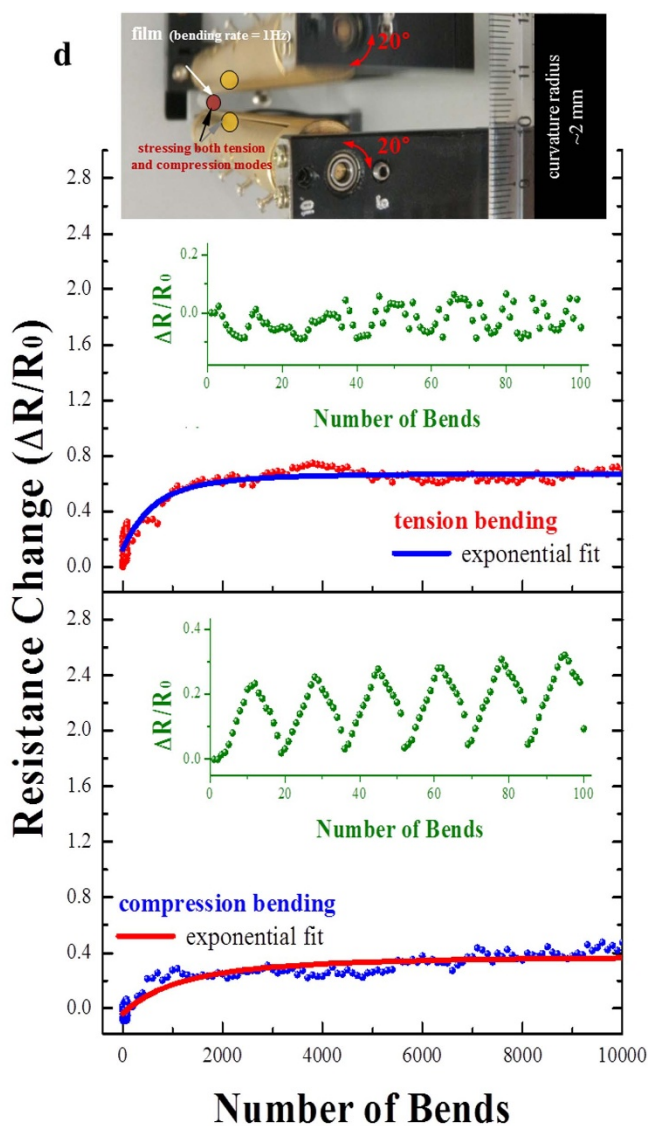 d
film (bending rate = 1Hz)
20°
stressing both tension
and compression modes
20°
curvature radius
~2 mm
10
Resistance Change (ΔR/R0)
2.8
2.4
2.0
1.6
1.2
0.8
0.4
0.0
ΔR/R0
0.2
0.0
0 20 40 60 80 100
Number of Bends
tension bending
exponential fit
2.8
2.4
2.0
1.6
1.2
0.8
0.4
0.0
ΔR/R0
0.4
0.2
0.0
0 20 40 60 80 100
Number of Bends
compression bending
exponential fit
0 2000 4000 6000 8000 10000
Number of Bends